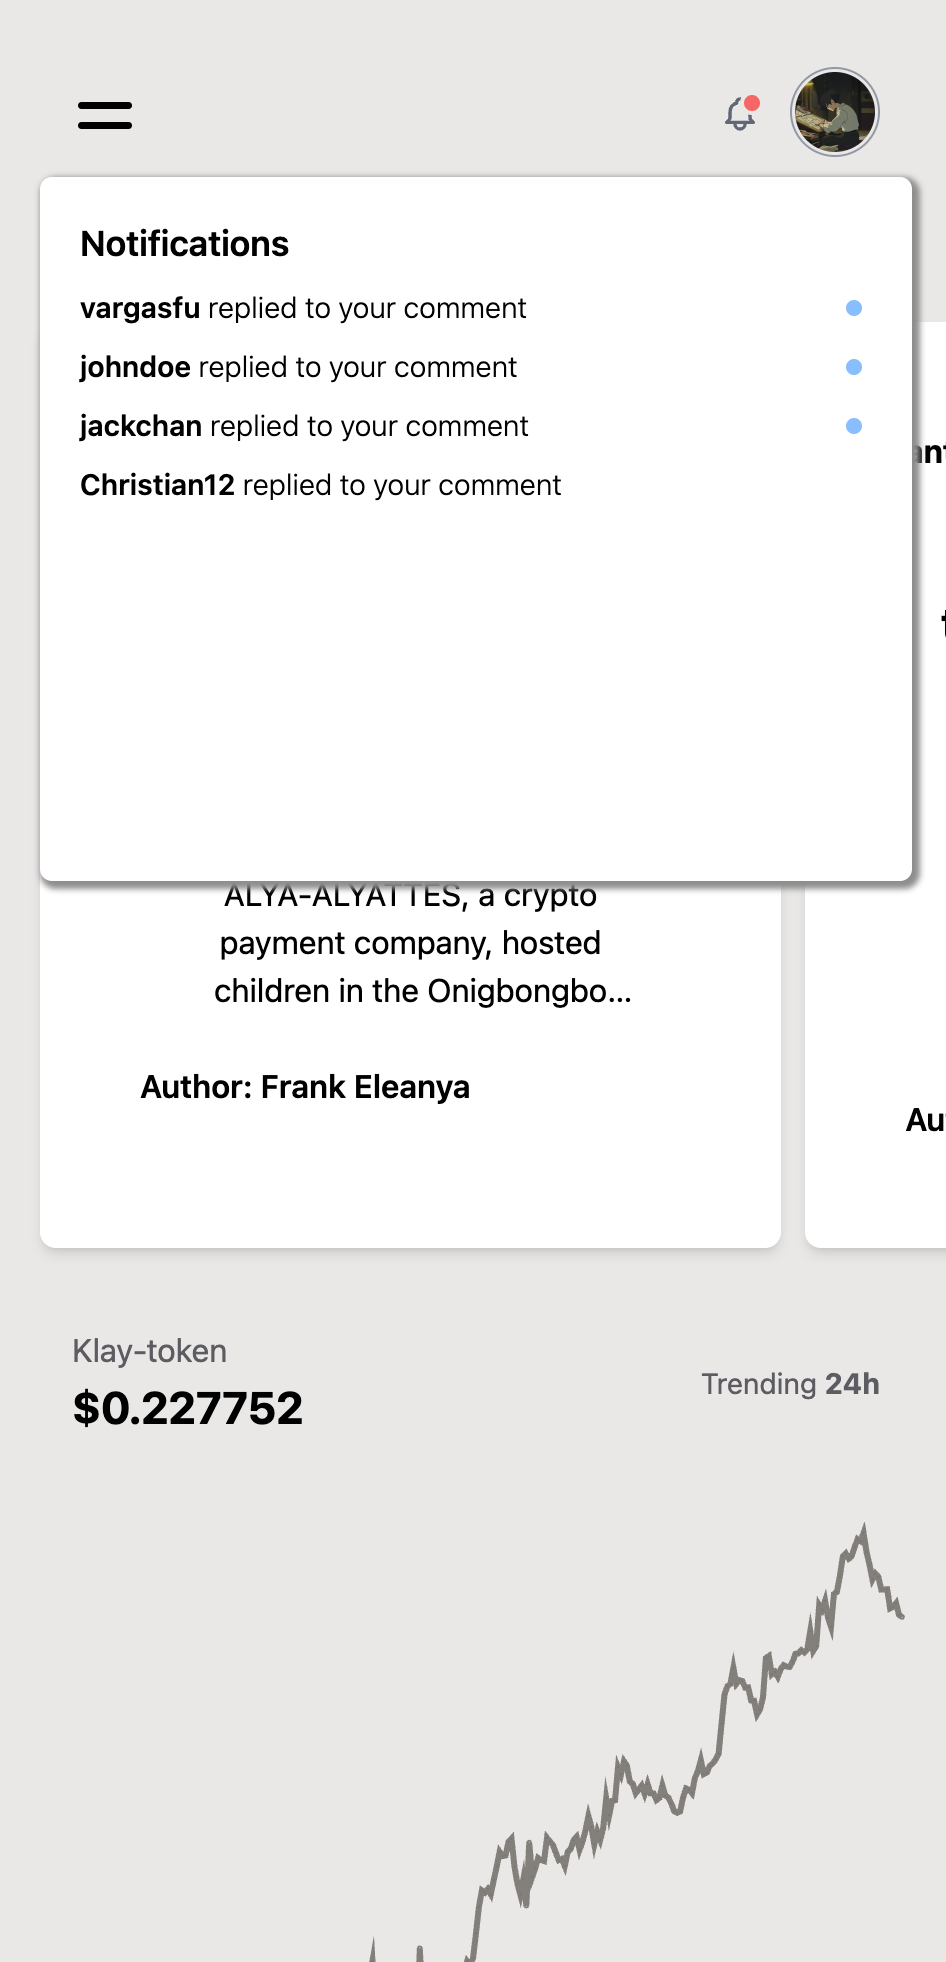 Notifications
vargasfu replied to your comment
johndoe replied to your comment
jackchan replied to your comment
Christian12 replied to your comment
ALYA-ALYATTES, a crypto
payment company, hosted
children in the Onigbongbo...
Author: Frank Eleanya
Klay-token
$0.227752
Trending 24h